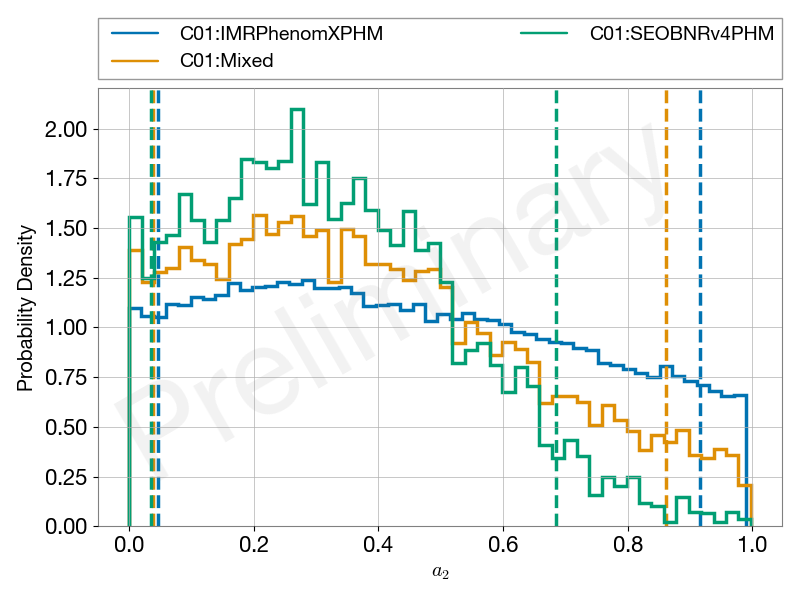 C01:IMRPhenomXPHM
C01:SEOBNRv4PHM
C01:Mixed
Preliminary
Probability Density
2.00
1.75
1.50
1.25
1.00
0.75
0.50
0.25
0.00
0.0 0.2 0.4 0.6 0.8 1.0
a₂